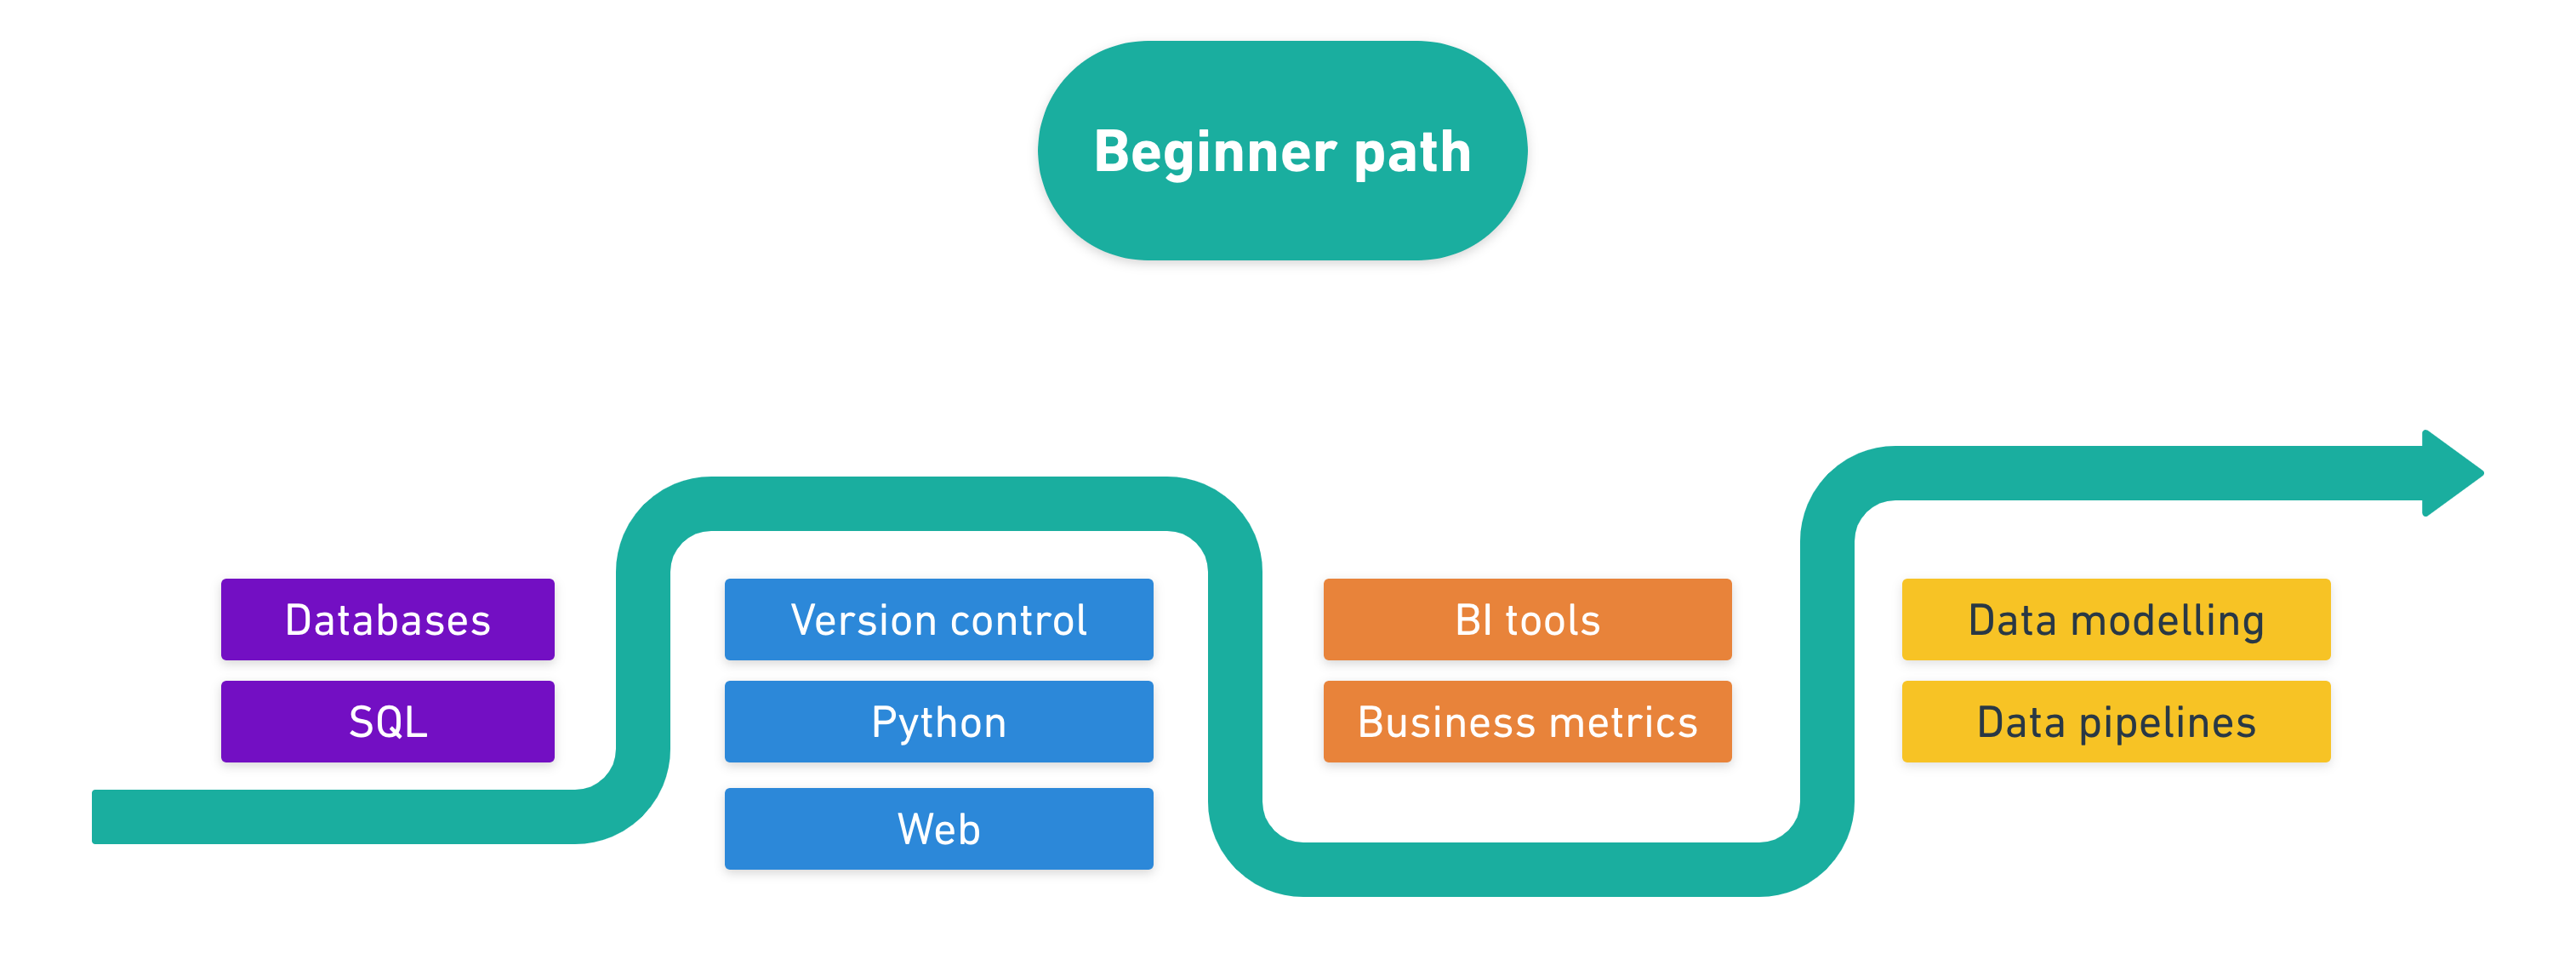 Beginner path
Databases
SQL
Version control
Python
Web
BI tools
Business metrics
Data modelling
Data pipelines